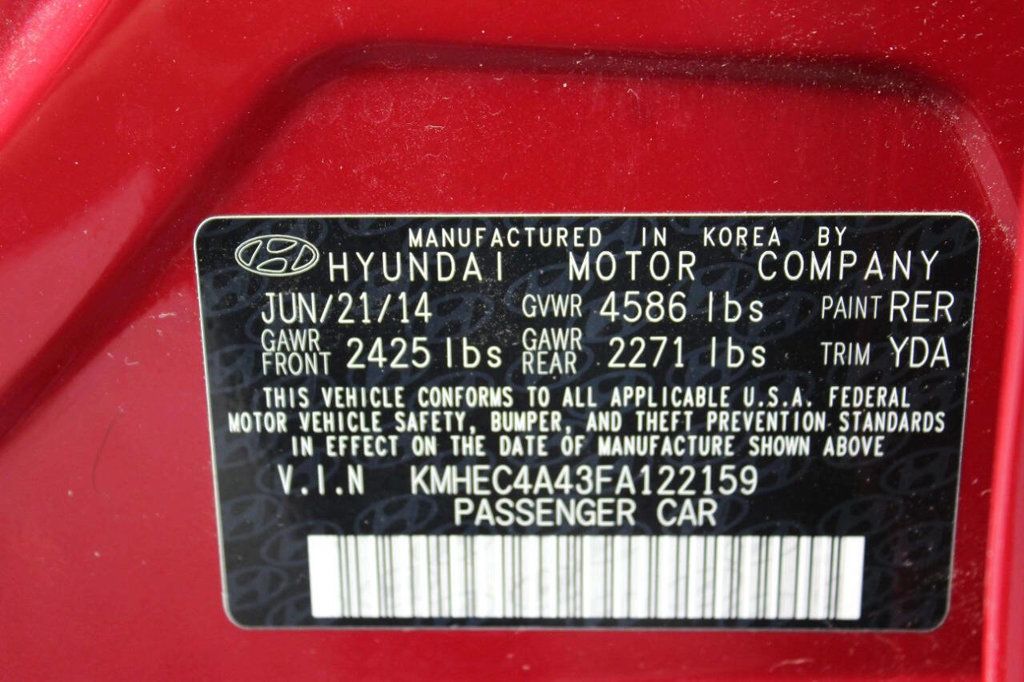 MANUFACTURED IN KOREA BY
HYUNDAI MOTOR COMPANY
JUN/21/14 GVWR 4586 lbs PAINT RER
GAWR FRONT 2425 lbs GAWR REAR 2271 lbs TRIM YDA
THIS VEHICLE CONFORMS TO ALL APPLICABLE U.S.A. FEDERAL
MOTOR VEHICLE SAFETY, BUMPER, AND THEFT PREVENTION STANDARDS
IN EFFECT ON THE DATE OF MANUFACTURE SHOWN ABOVE
V.I.N KMHEC4A43FA122159
PASSENGER CAR